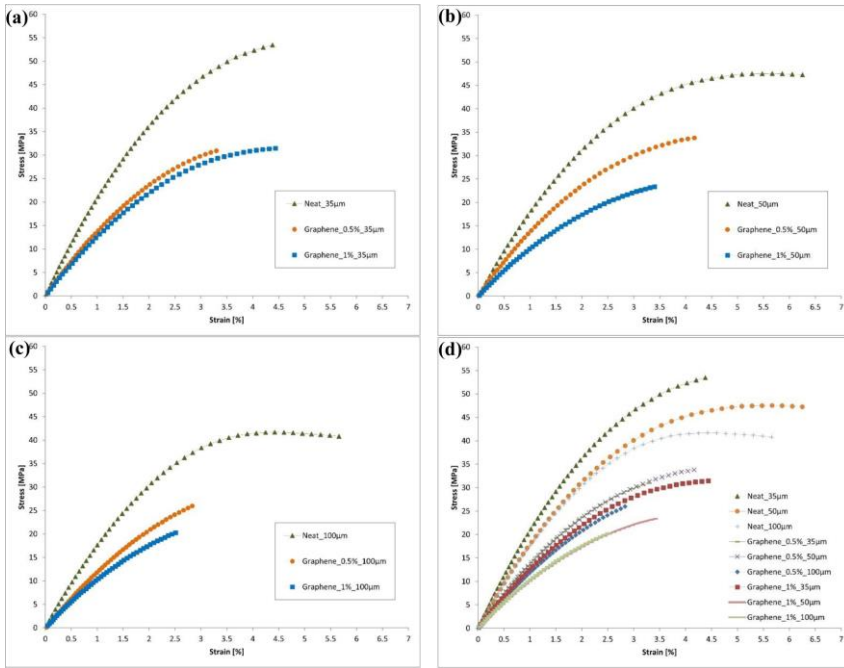 (a)
60
55
50
45
40
35
30
25
20
15
10
5
0
Stress [MPa]
0 0.5 1 1.5 2 2.5 3 3.5 4 4.5 5 5.5 6 6.5 7
Strain [%]
Neat_35µm
Graphene_0.5%_35µm
Graphene_1%_35µm
(b)
60
55
50
45
40
35
30
25
20
15
10
5
0
Stress [MPa]
0 0.5 1 1.5 2 2.5 3 3.5 4 4.5 5 5.5 6 6.5 7
Strain [%]
Neat_50µm
Graphene_0.5%_50µm
Graphene_1%_50µm
(c)
60
55
50
45
40
35
30
25
20
15
10
5
0
Stress [MPa]
0 0.5 1 1.5 2 2.5 3 3.5 4 4.5 5 5.5 6 6.5 7
Strain [%]
Neat_100µm
Graphene_0.5%_100µm
Graphene_1%_100µm
(d)
60
55
50
45
40
35
30
25
20
15
10
5
0
Stress [MPa]
0 0.5 1 1.5 2 2.5 3 3.5 4 4.5 5 5.5 6 6.5 7
Strain [%]
Neat_35µm
Neat_50µm
Neat_100µm
Graphene_0.5%_35µm
Graphene_0.5%_50µm
Graphene_0.5%_100µm
Graphene_1%_35µm
Graphene_1%_50µm
Graphene_1%_100µm